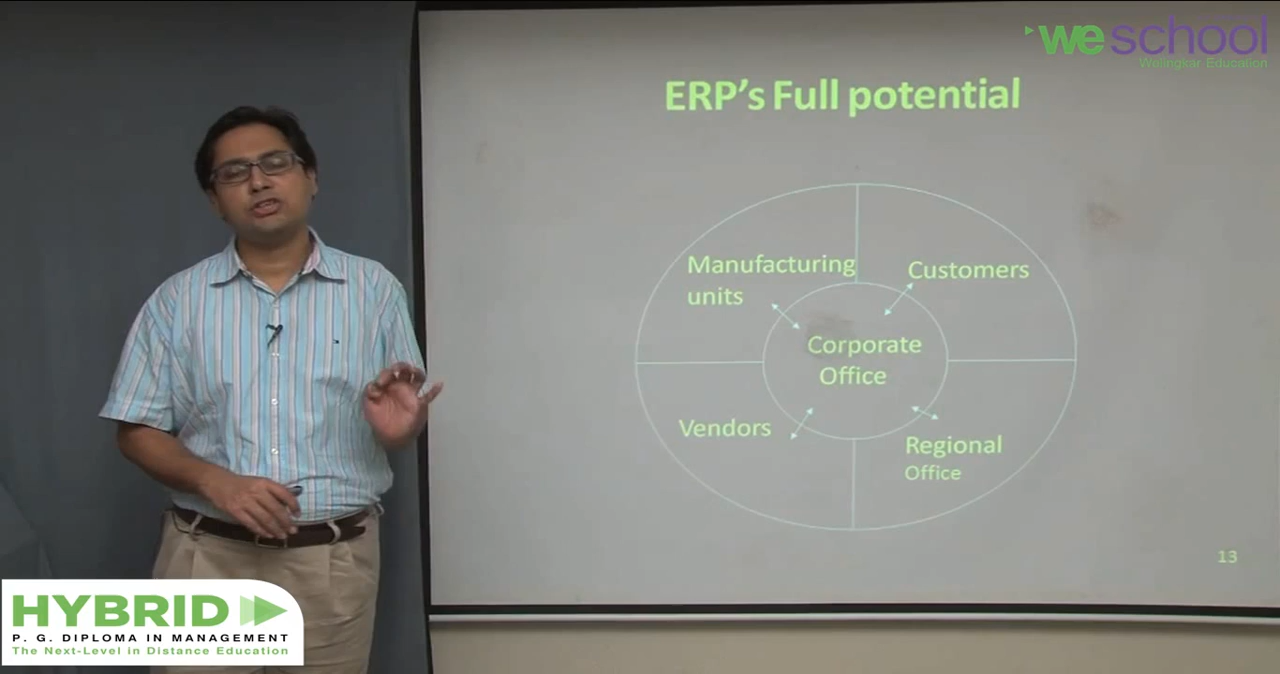 weschool
Welingkar Education
ERP's Full potential
Manufacturing
units
Customers
Corporate
Office
Vendors
Regional
Office
13
HYBRID
P. G. DIPLOMA IN MANAGEMENT
The Next-Level in Distance Education